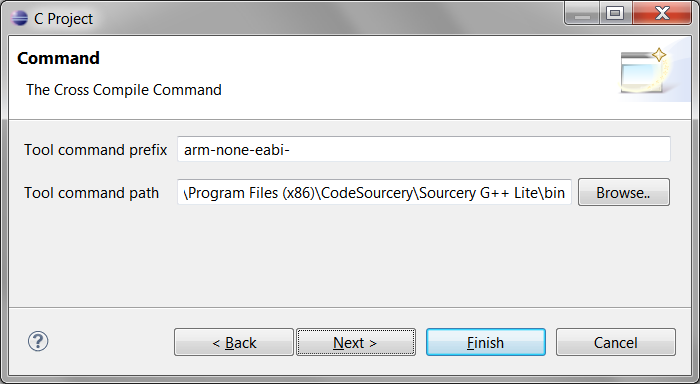 C Project
Command
The Cross Compile Command
Tool command prefix arm-none-eabi-
Tool command path \Program Files (x86)\CodeSourcery\Sourcery G++ Lite\bin Browse..
? < Back Next > Finish Cancel